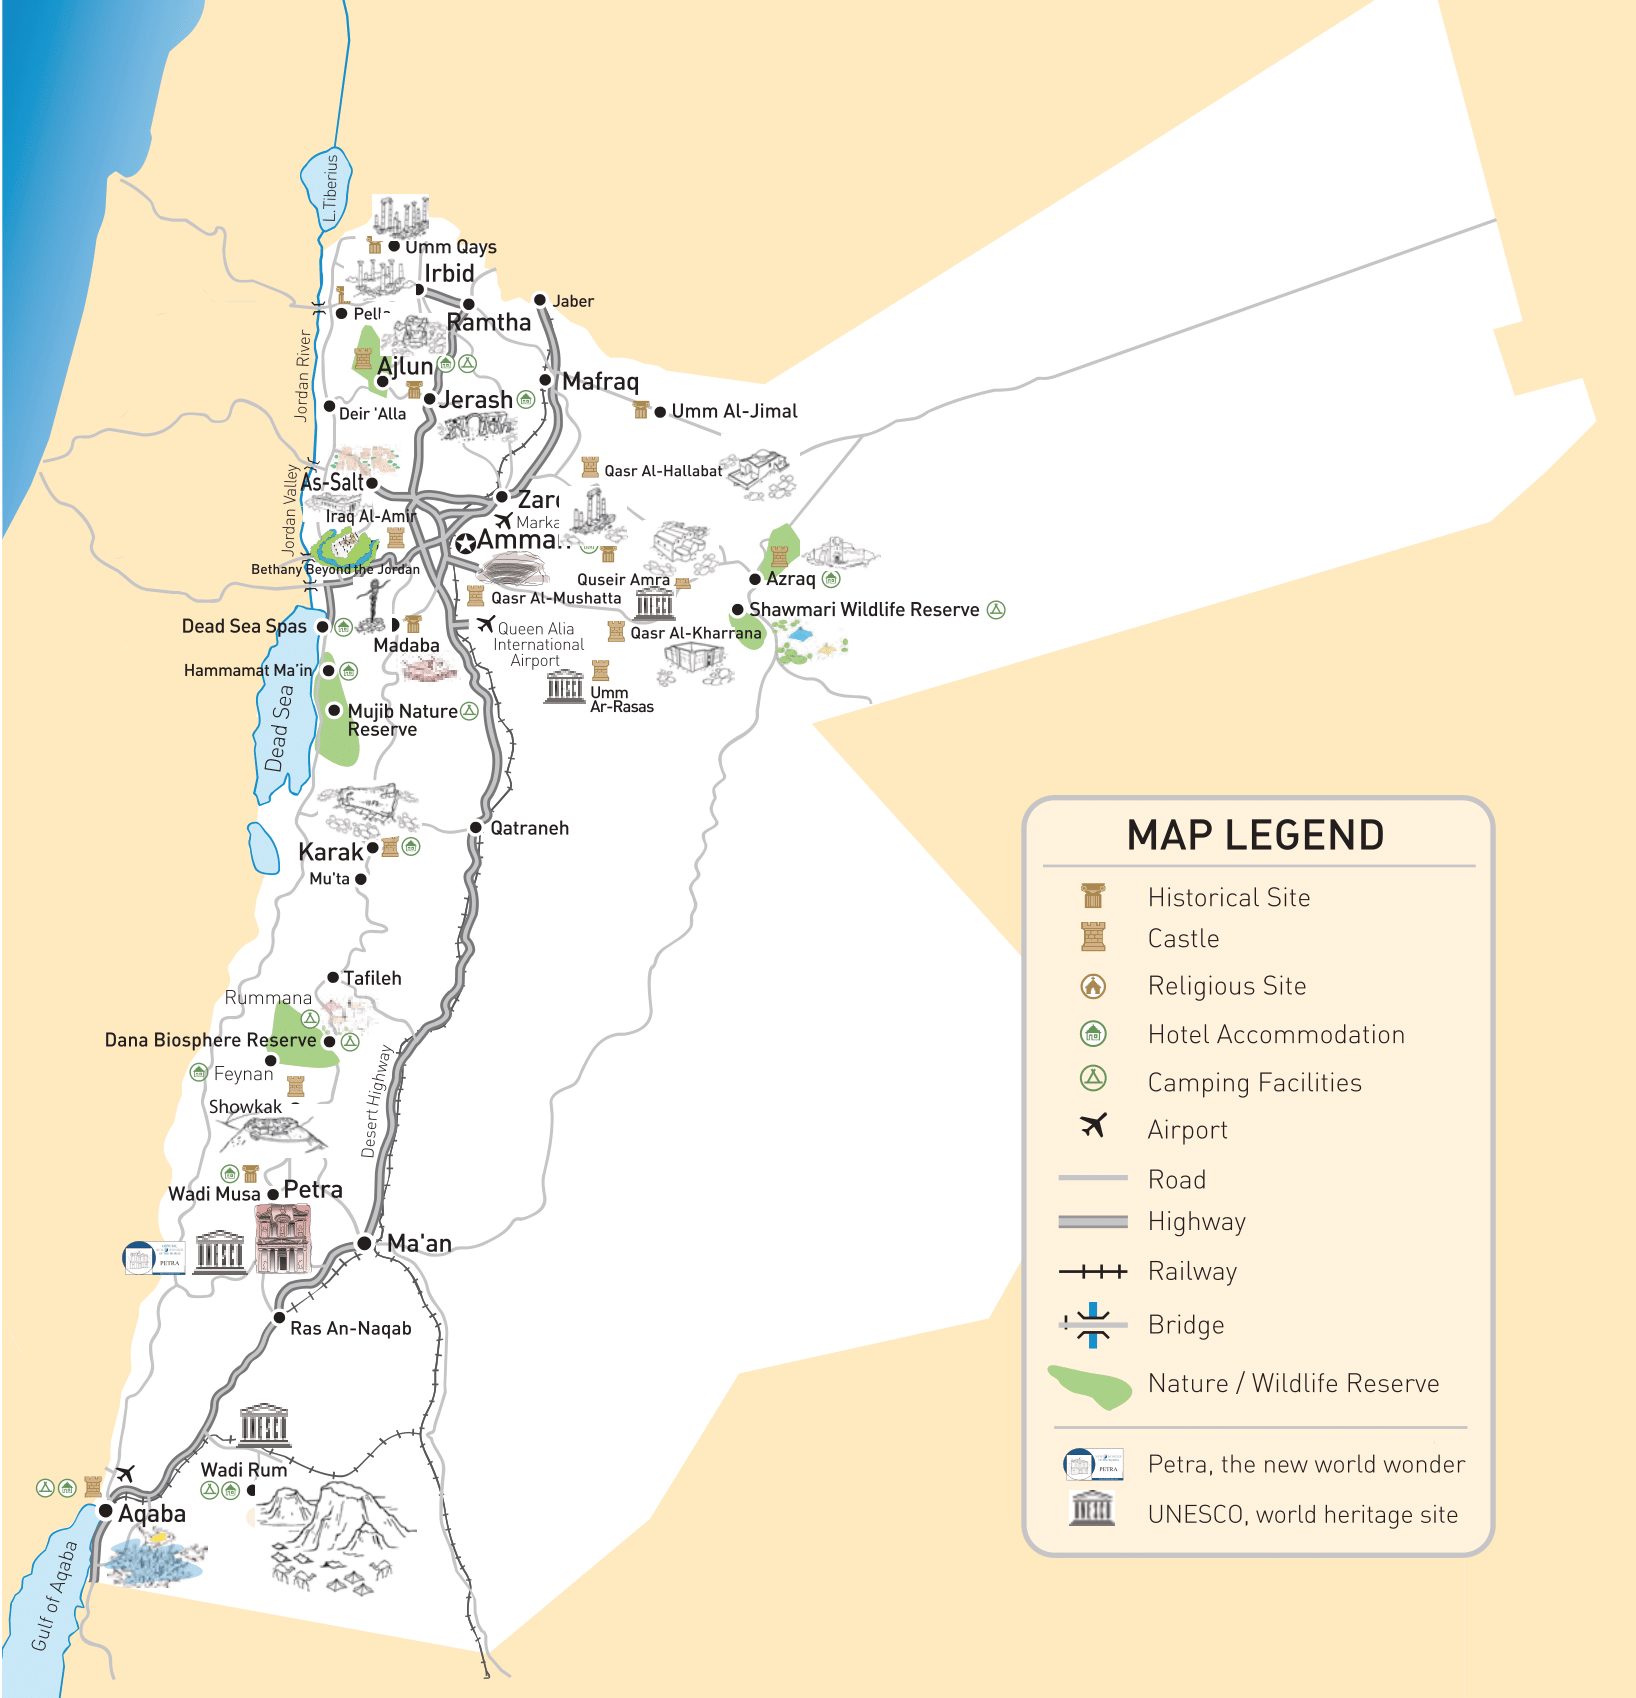 L.Tiberius
Umm Qays
Irbid
Jaber
Ramtha
Jordan River
Ajlun
Mafraq
Jerash
Deir 'Alla
Umm Al-Jimal
Jordan Valley
Qasr Al-Hallabat
As-Salt
Iraq Al-Amir
Bethany Beyond the Jordan
Quseir Amra
Azraq
Qasr Al-Mushatta
Shawmari Wildlife Reserve
Dead Sea Spas
Queen Alia
International
Airport
Qasr Al-Kharrana
Madaba
Hammamat Ma'in
Umm
Ar-Rasas
Dead Sea
Mujib Nature
Reserve
Qatraneh
Karak
Mu'ta
Tafileh
Rummana
Dana Biosphere Reserve
Feynan
Desert Highway
Showkak
Wadi Musa
Petra
PETRA
Ma'an
Ras An-Naqab
Wadi Rum
Aqaba
Gulf of Aqaba
MAP LEGEND
Historical Site
Castle
Religious Site
Hotel Accommodation
Camping Facilities
Airport
Road
Highway
Railway
Bridge
Nature / Wildlife Reserve
PETRA
Petra, the new world wonder
UNESCO, world heritage site